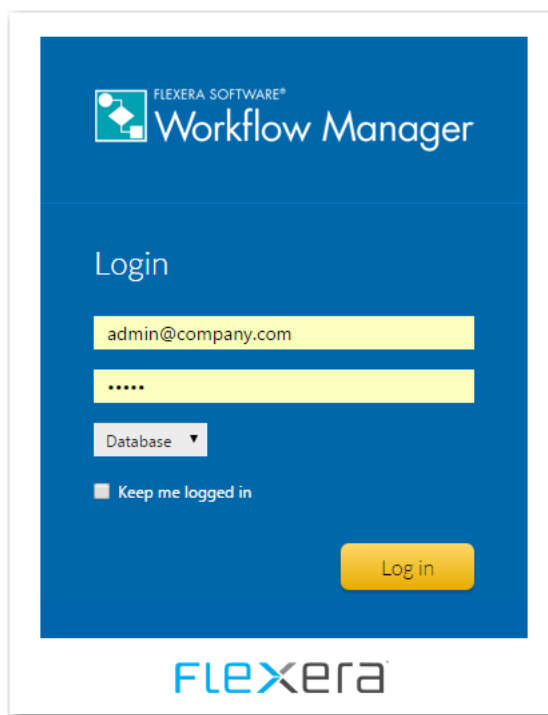 FLEXERA SOFTWARE®
Workflow Manager
Login
admin@company.com
•••••
Database ▼
Keep me logged in
Log in
FLEXERA